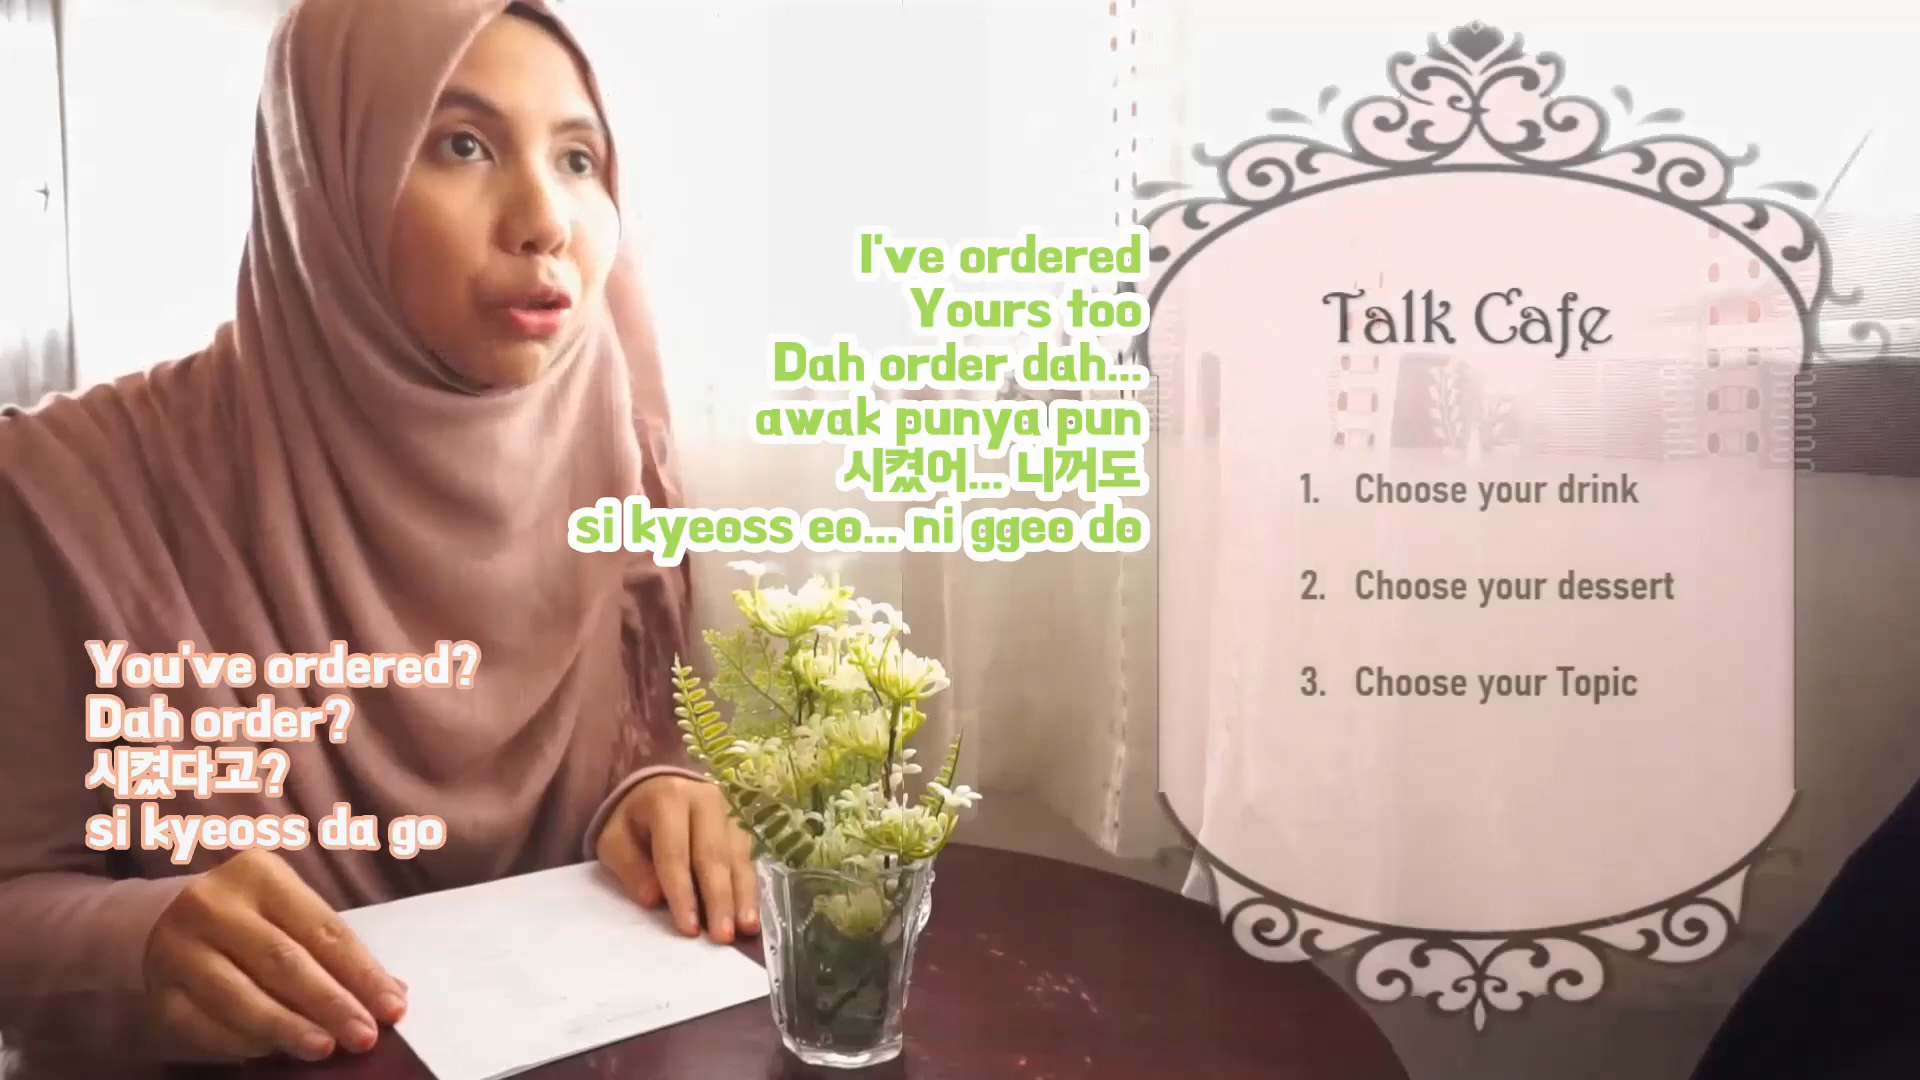 I've ordered
Yours too
Dah order dah...
awak punya pun
시켰어... 니꺼도
si kyeoss eo... ni ggeo do
You've ordered?
Dah order?
시켰다고?
si kyeoss da go
Talk Cafe
1. Choose your drink
2. Choose your dessert
3. Choose your Topic